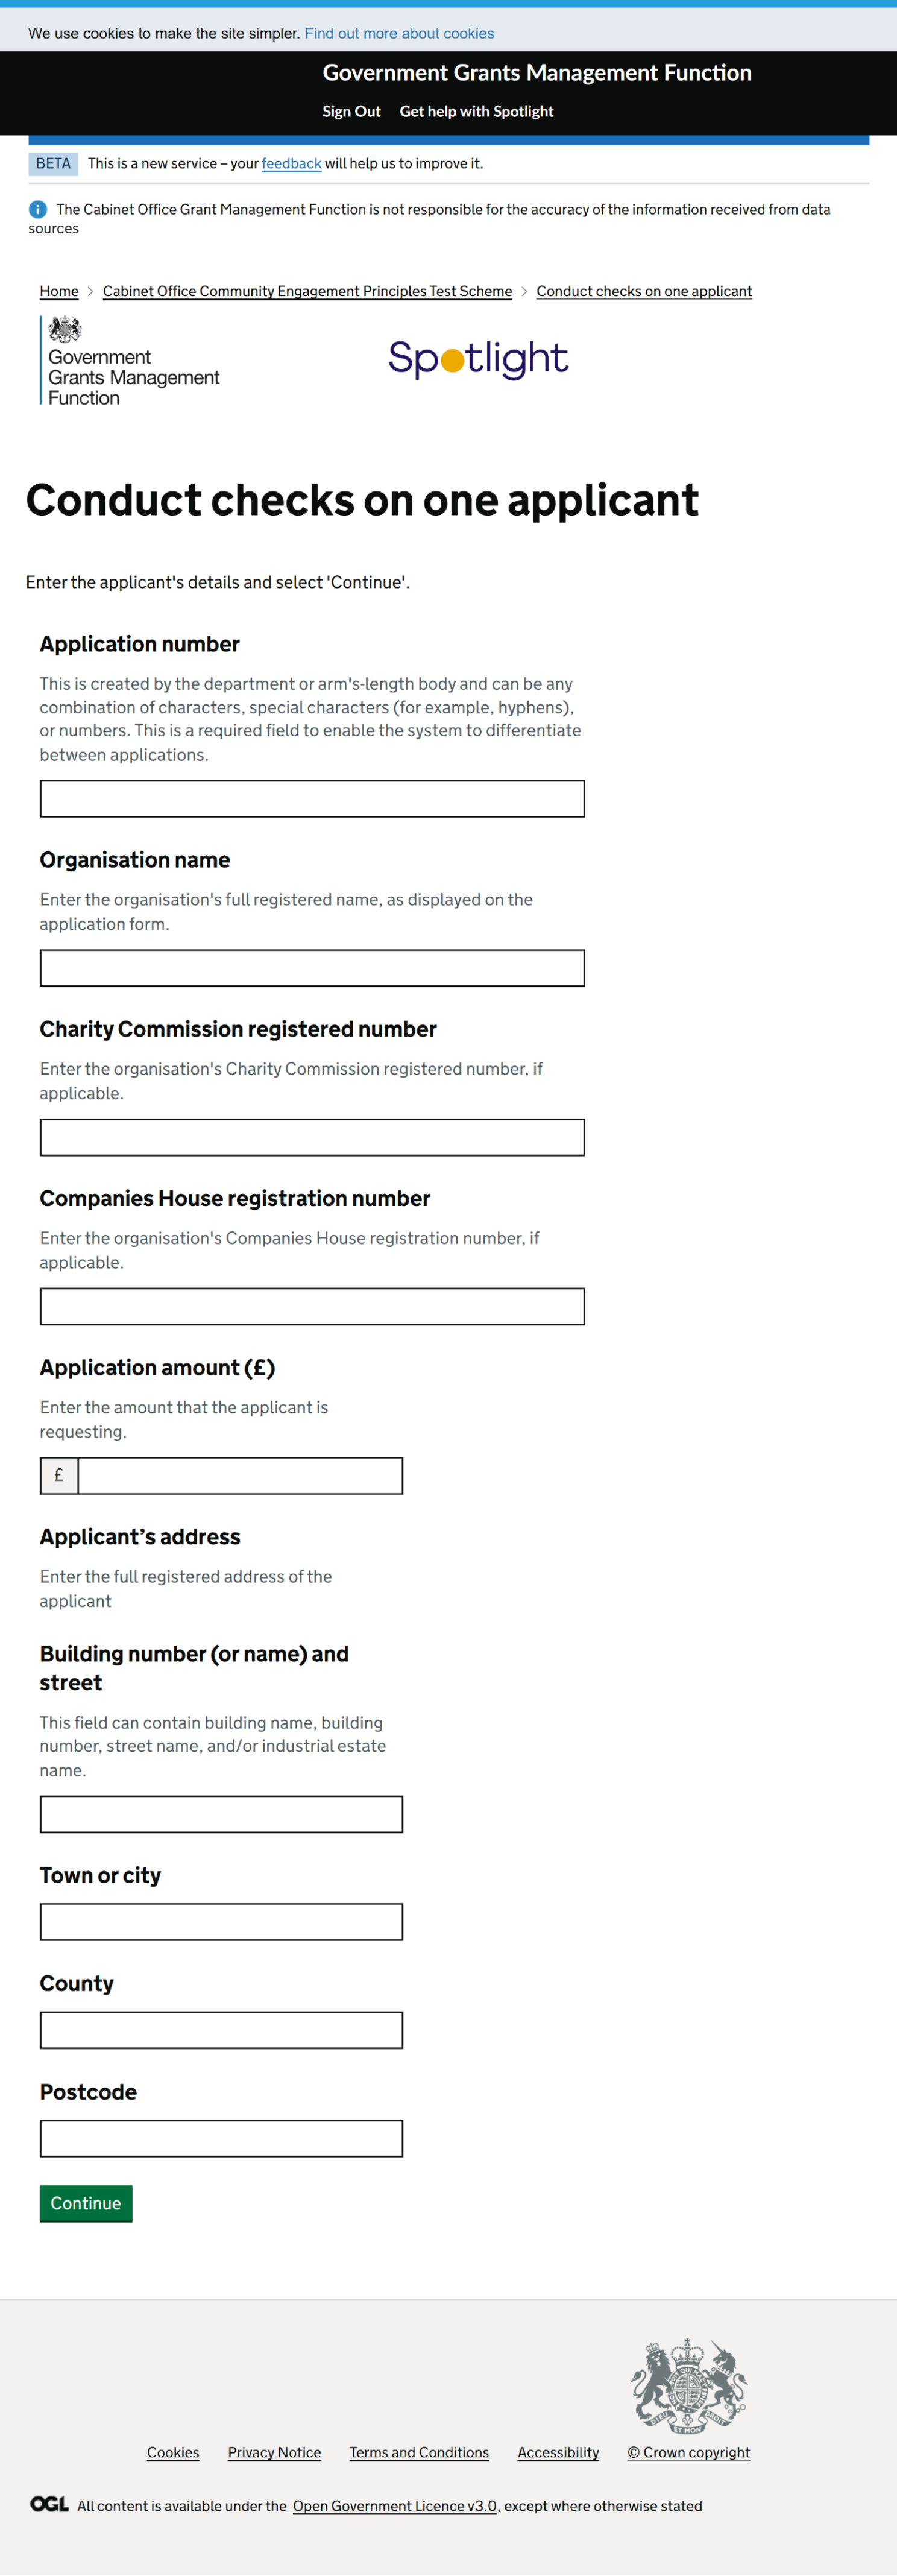 We use cookies to make the site simpler. Find out more about cookies
Government Grants Management Function
Sign Out Get help with Spotlight
BETA This is a new service – your feedback will help us to improve it.
The Cabinet Office Grant Management Function is not responsible for the accuracy of the information received from data
sources
Home > Cabinet Office Community Engagement Principles Test Scheme > Conduct checks on one applicant
Government
Grants Management
Function
Spotlight
Conduct checks on one applicant
Enter the applicant's details and select 'Continue'.
Application number
This is created by the department or arm's-length body and can be any
combination of characters, special characters (for example, hyphens),
or numbers. This is a required field to enable the system to differentiate
between applications.
Organisation name
Enter the organisation's full registered name, as displayed on the
application form.
Charity Commission registered number
Enter the organisation's Charity Commission registered number, if
applicable.
Companies House registration number
Enter the organisation's Companies House registration number, if
applicable.
Application amount (£)
Enter the amount that the applicant is
requesting.
£
Applicant’s address
Enter the full registered address of the
applicant
Building number (or name) and
street
This field can contain building name, building
number, street name, and/or industrial estate
name.
Town or city
County
Postcode
Continue
DIEU ET MON DROIT
Cookies Privacy Notice Terms and Conditions Accessibility © Crown copyright
OGL All content is available under the Open Government Licence v3.0, except where otherwise stated